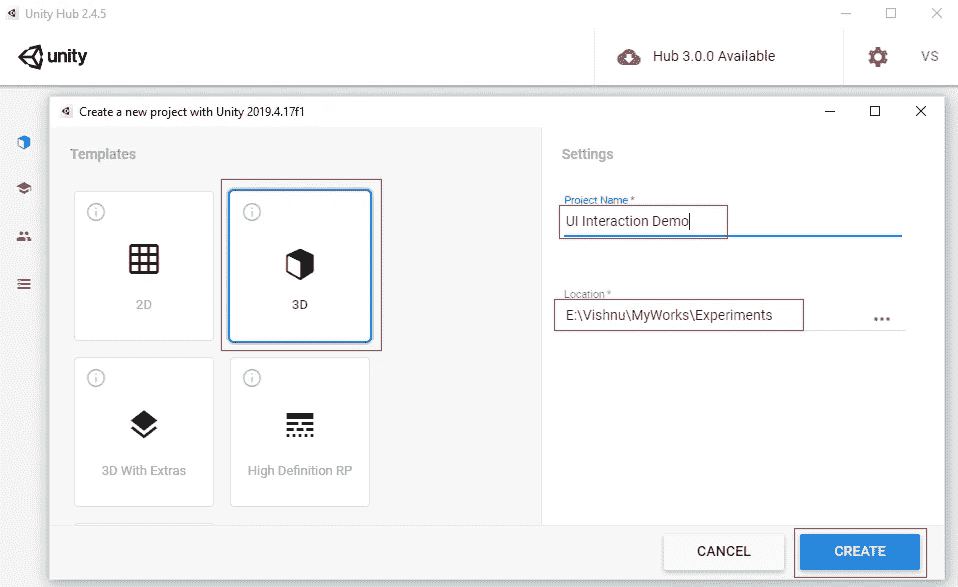 Unity Hub 2.4.5
unity
Hub 3.0.0 Available
VS
Create a new project with Unity 2019.4.17f1
Templates
Settings
2D
3D
Project Name *
UI Interaction Demo
Location *
E:\Vishnu\MyWorks\Experiments
3D With Extras
High Definition RP
CANCEL
CREATE